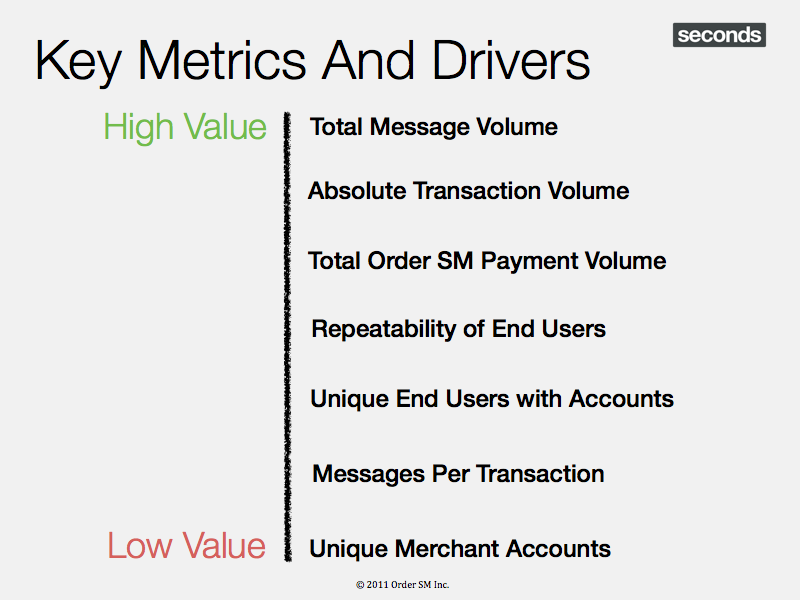 seconds
Key Metrics And Drivers
High Value
Total Message Volume
Absolute Transaction Volume
Total Order SM Payment Volume
Repeatability of End Users
Unique End Users with Accounts
Messages Per Transaction
Low Value
Unique Merchant Accounts
© 2011 Order SM Inc.